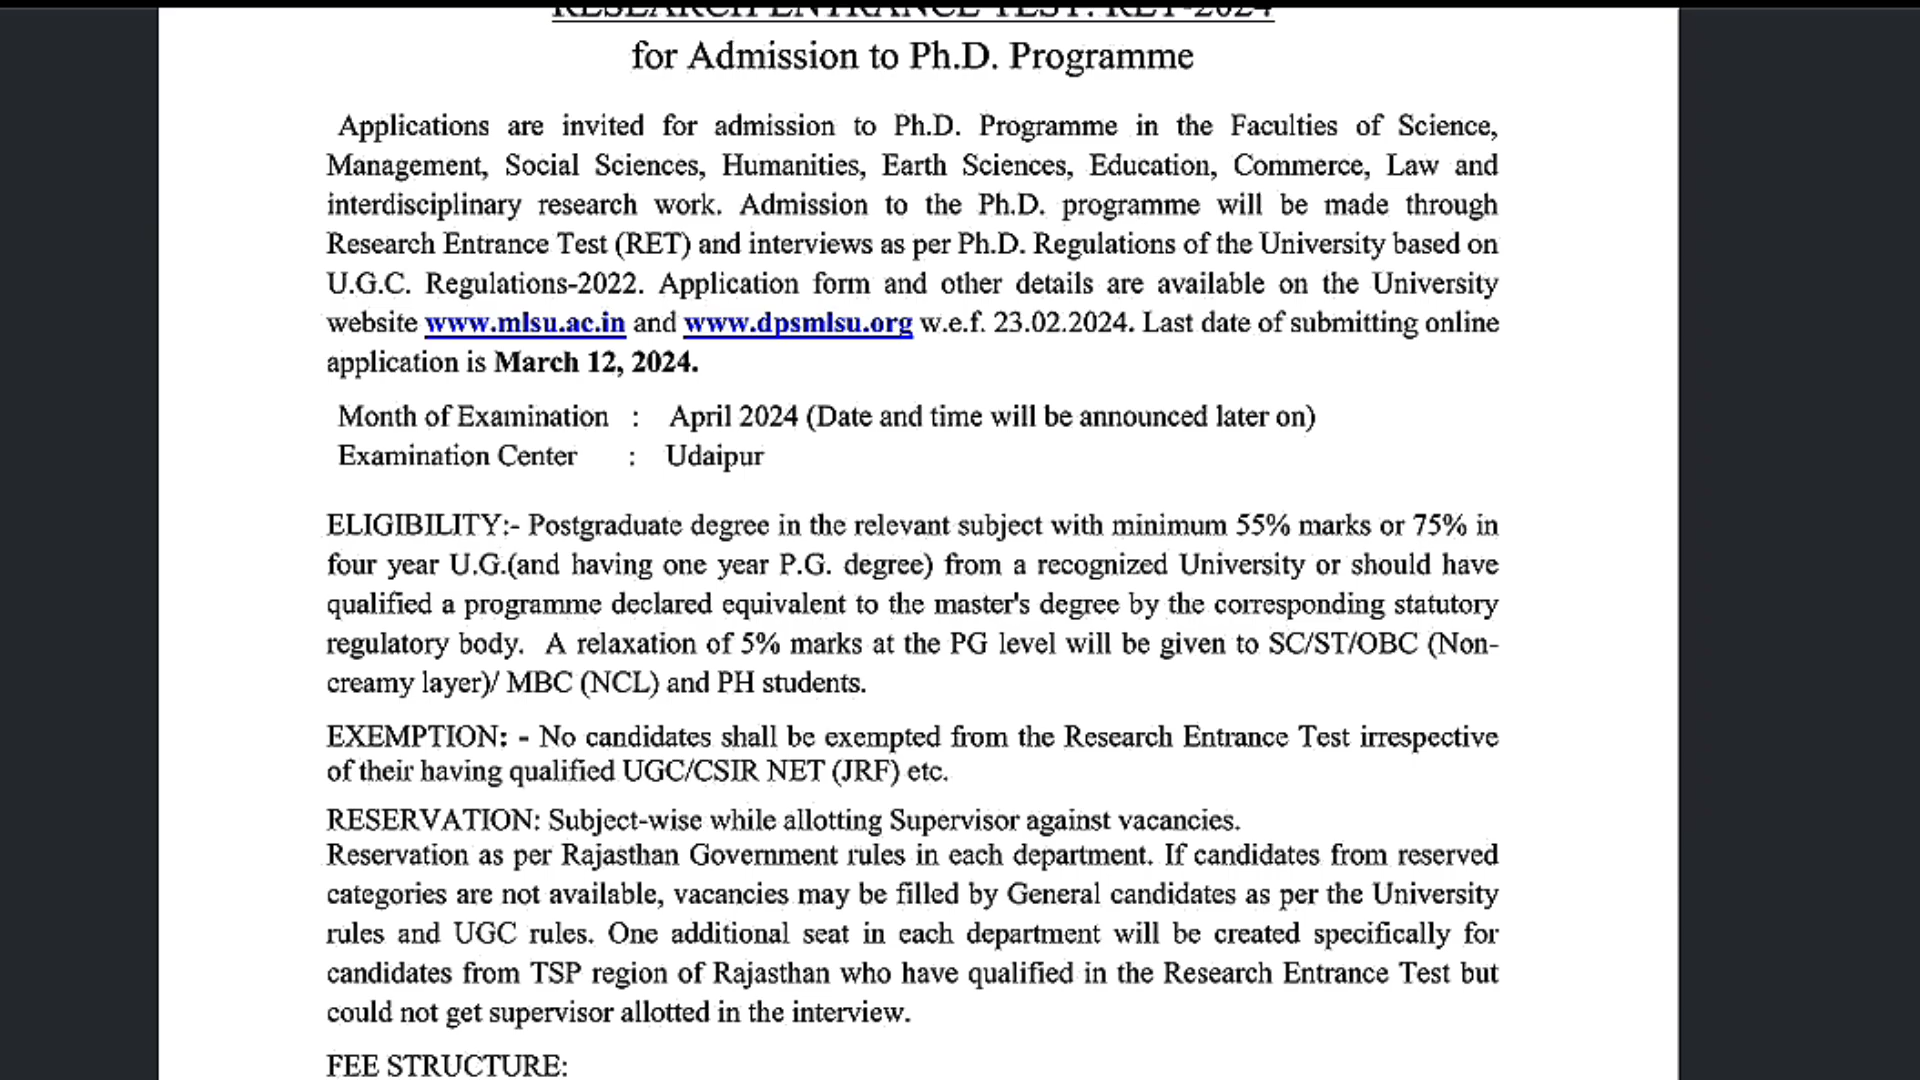 RESEARCH ENTRANCE TEST: RET-2024
for Admission to Ph.D. Programme
Applications are invited for admission to Ph.D. Programme in the Faculties of Science,
Management, Social Sciences, Humanities, Earth Sciences, Education, Commerce, Law and
interdisciplinary research work. Admission to the Ph.D. programme will be made through
Research Entrance Test (RET) and interviews as per Ph.D. Regulations of the University based on
U.G.C. Regulations-2022. Application form and other details are available on the University
website www.mlsu.ac.in and www.dpsmlsu.org w.e.f. 23.02.2024. Last date of submitting online
application is March 12, 2024.
Month of Examination : April 2024 (Date and time will be announced later on)
Examination Center : Udaipur
ELIGIBILITY:- Postgraduate degree in the relevant subject with minimum 55% marks or 75% in
four year U.G.(and having one year P.G. degree) from a recognized University or should have
qualified a programme declared equivalent to the master's degree by the corresponding statutory
regulatory body. A relaxation of 5% marks at the PG level will be given to SC/ST/OBC (Non-
creamy layer)/ MBC (NCL) and PH students.
EXEMPTION: - No candidates shall be exempted from the Research Entrance Test irrespective
of their having qualified UGC/CSIR NET (JRF) etc.
RESERVATION: Subject-wise while allotting Supervisor against vacancies.
Reservation as per Rajasthan Government rules in each department. If candidates from reserved
categories are not available, vacancies may be filled by General candidates as per the University
rules and UGC rules. One additional seat in each department will be created specifically for
candidates from TSP region of Rajasthan who have qualified in the Research Entrance Test but
could not get supervisor allotted in the interview.
FEE STRUCTURE: